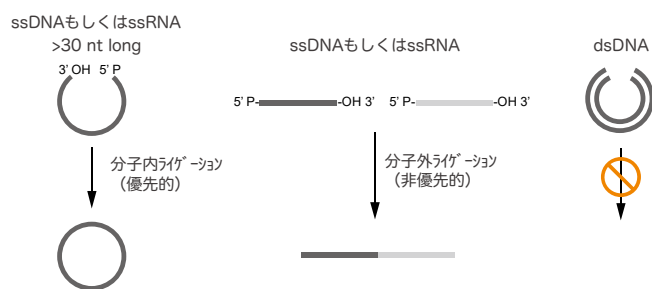 ssDNAもしくはssRNA
>30 nt long
3’ OH 5’ P
分子内ﾗｲｹﾞｰｼｮﾝ
（優先的）
ssDNAもしくはssRNA
5’ P- -OH 3’ 5’ P- -OH 3’
分子外ﾗｲｹﾞｰｼｮﾝ
（非優先的）
dsDNA